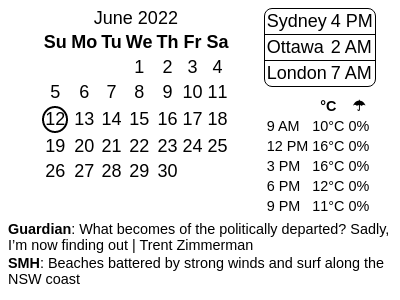 June 2022
Su Mo Tu We Th Fr Sa
1 2 3 4
5 6 7 8 9 10 11
12 13 14 15 16 17 18
19 20 21 22 23 24 25
26 27 28 29 30
Sydney 4 PM
Ottawa 2 AM
London 7 AM
°C ☂
9 AM 10°C 0%
12 PM 16°C 0%
3 PM 16°C 0%
6 PM 12°C 0%
9 PM 11°C 0%
Guardian: What becomes of the politically departed? Sadly,
I’m now finding out | Trent Zimmerman
SMH: Beaches battered by strong winds and surf along the
NSW coast